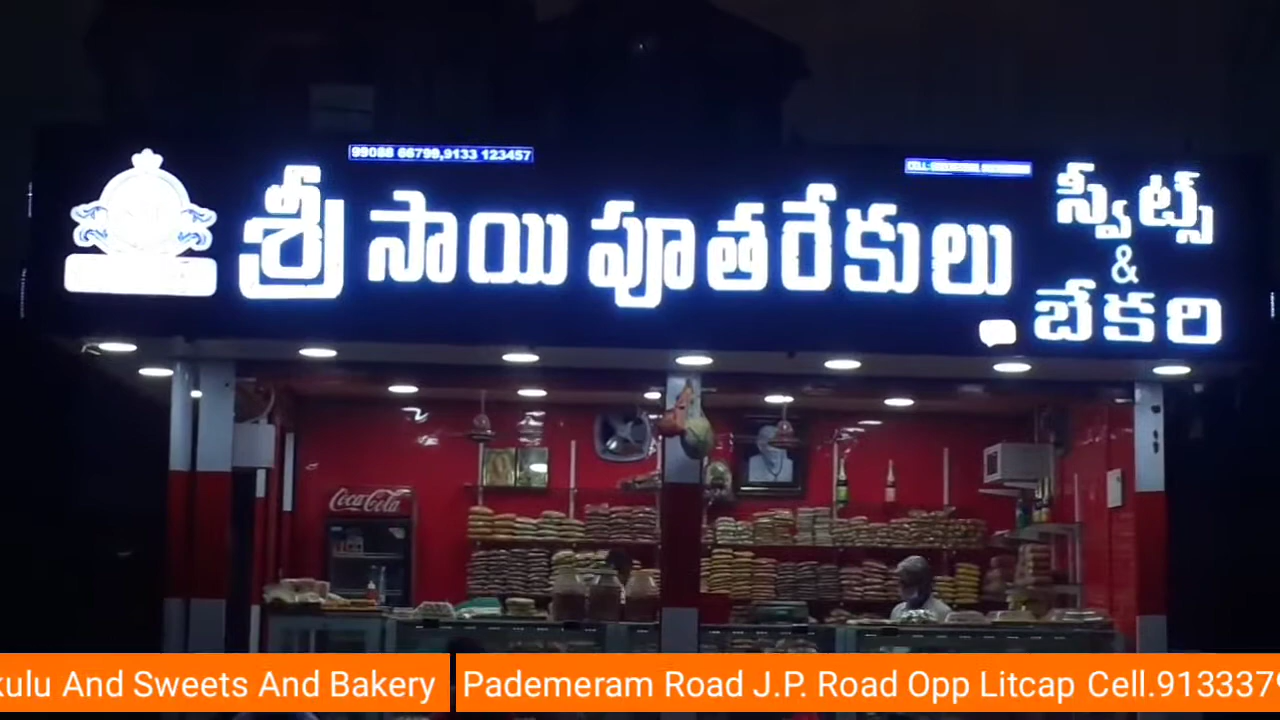 99088 66799,9133 123457
శ్రీ సాయి పూతరేకులు
స్వీట్స్
&
బేకరి
Coca-Cola
kulu And Sweets And Bakery
Pademeram Road J.P. Road Opp Litcap Cell.913337